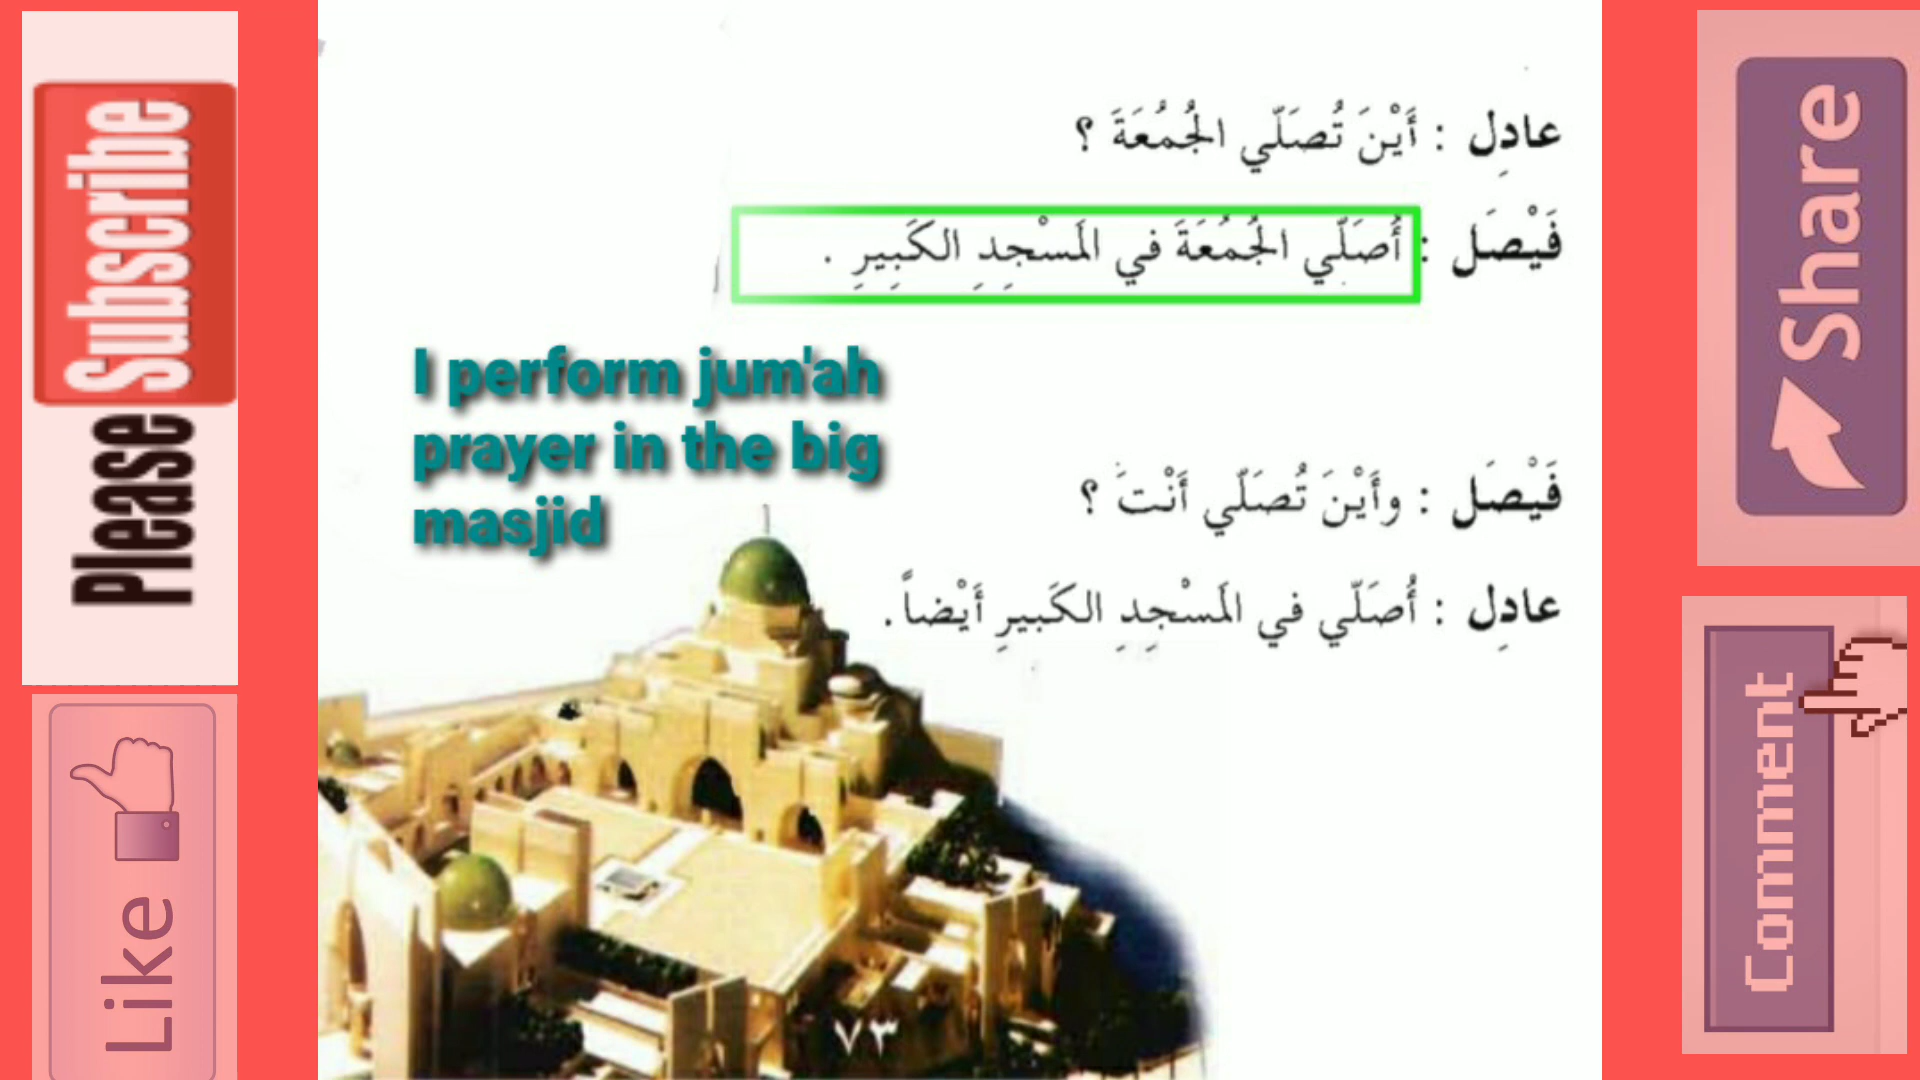 Please Subscribe
Like
عادِل : أَيْنَ تُصَلّي الجُمُعَةَ ؟
فَيْصَل : أُصَلّي الجُمُعَةَ في المَسْجِدِ الكَبِيرِ .
I perform jum'ah
prayer in the big
masjid
فَيْصَل : وأَيْنَ تُصَلّي أَنْتَ ؟
عادِل : أُصَلّي في المَسْجِدِ الكَبيرِ أَيْضاً .
٧٣
Share
Comment